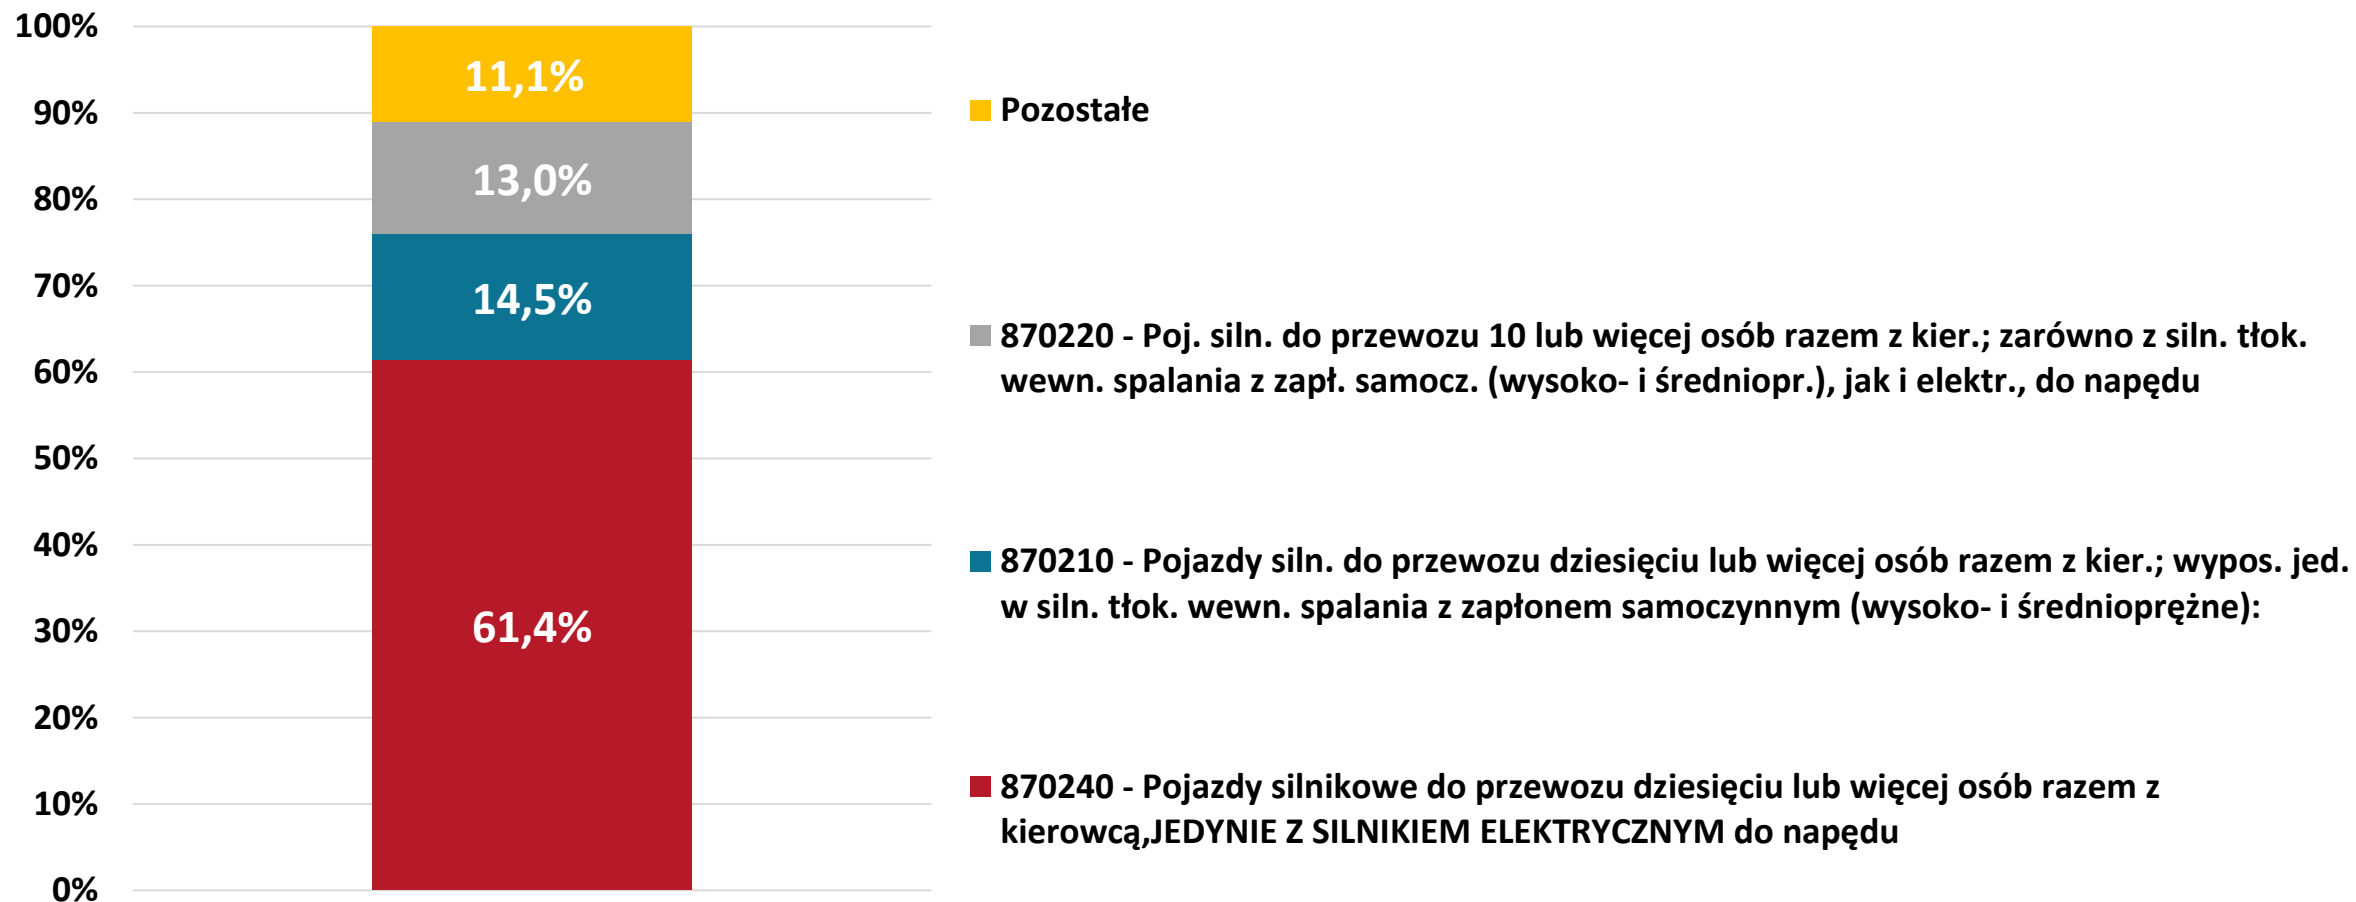 100%
90%
80%
70%
60%
50%
40%
30%
20%
10%
0%
11,1%
13,0%
14,5%
61,4%
Pozostałe
870220 - Poj. siln. do przewozu 10 lub więcej osób razem z kier.; zarówno z siln. tłok.
wewn. spalania z zapł. samocz. (wysoko- i średniopr.), jak i elektr., do napędu
870210 - Pojazdy siln. do przewozu dziesięciu lub więcej osób razem z kier.; wypos. jed.
w siln. tłok. wewn. spalania z zapłonem samoczynnym (wysoko- i średnioprężne):
870240 - Pojazdy silnikowe do przewozu dziesięciu lub więcej osób razem z
kierowcą,JEDYNIE Z SILNIKIEM ELEKTRYCZNYM do napędu